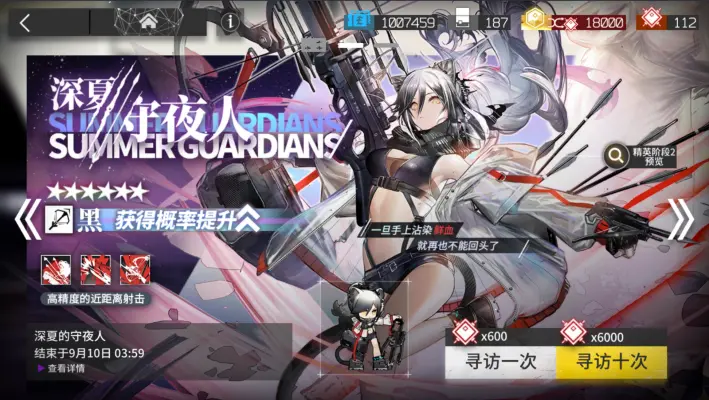 1007459
187
18000
112
深夏
守夜人
SUMMER GUARDIANS
SUMMER GUARDIANS
精英阶段2
预览
黑 获得概率提升
一旦手上沾染鲜血
就再也不能回头了
高精度的近距离射击
深夏的守夜人
结束于9月10日 03:59
查看详情
x600
x6000
寻访一次
寻访十次